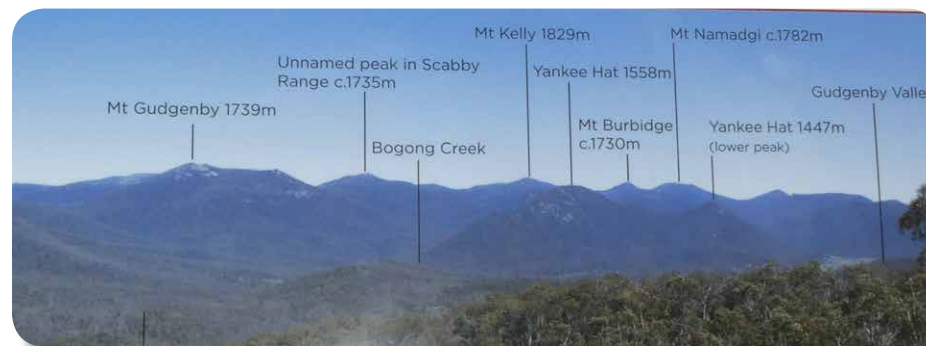 Mt Kelly 1829m
Mt Namadgi c.1782m
Unnamed peak in Scabby
Range c.1735m
Yankee Hat 1558m
Gudgenby Valle
Mt Gudgenby 1739m
Mt Burbidge
c.1730m
Yankee Hat 1447m
(lower peak)
Bogong Creek